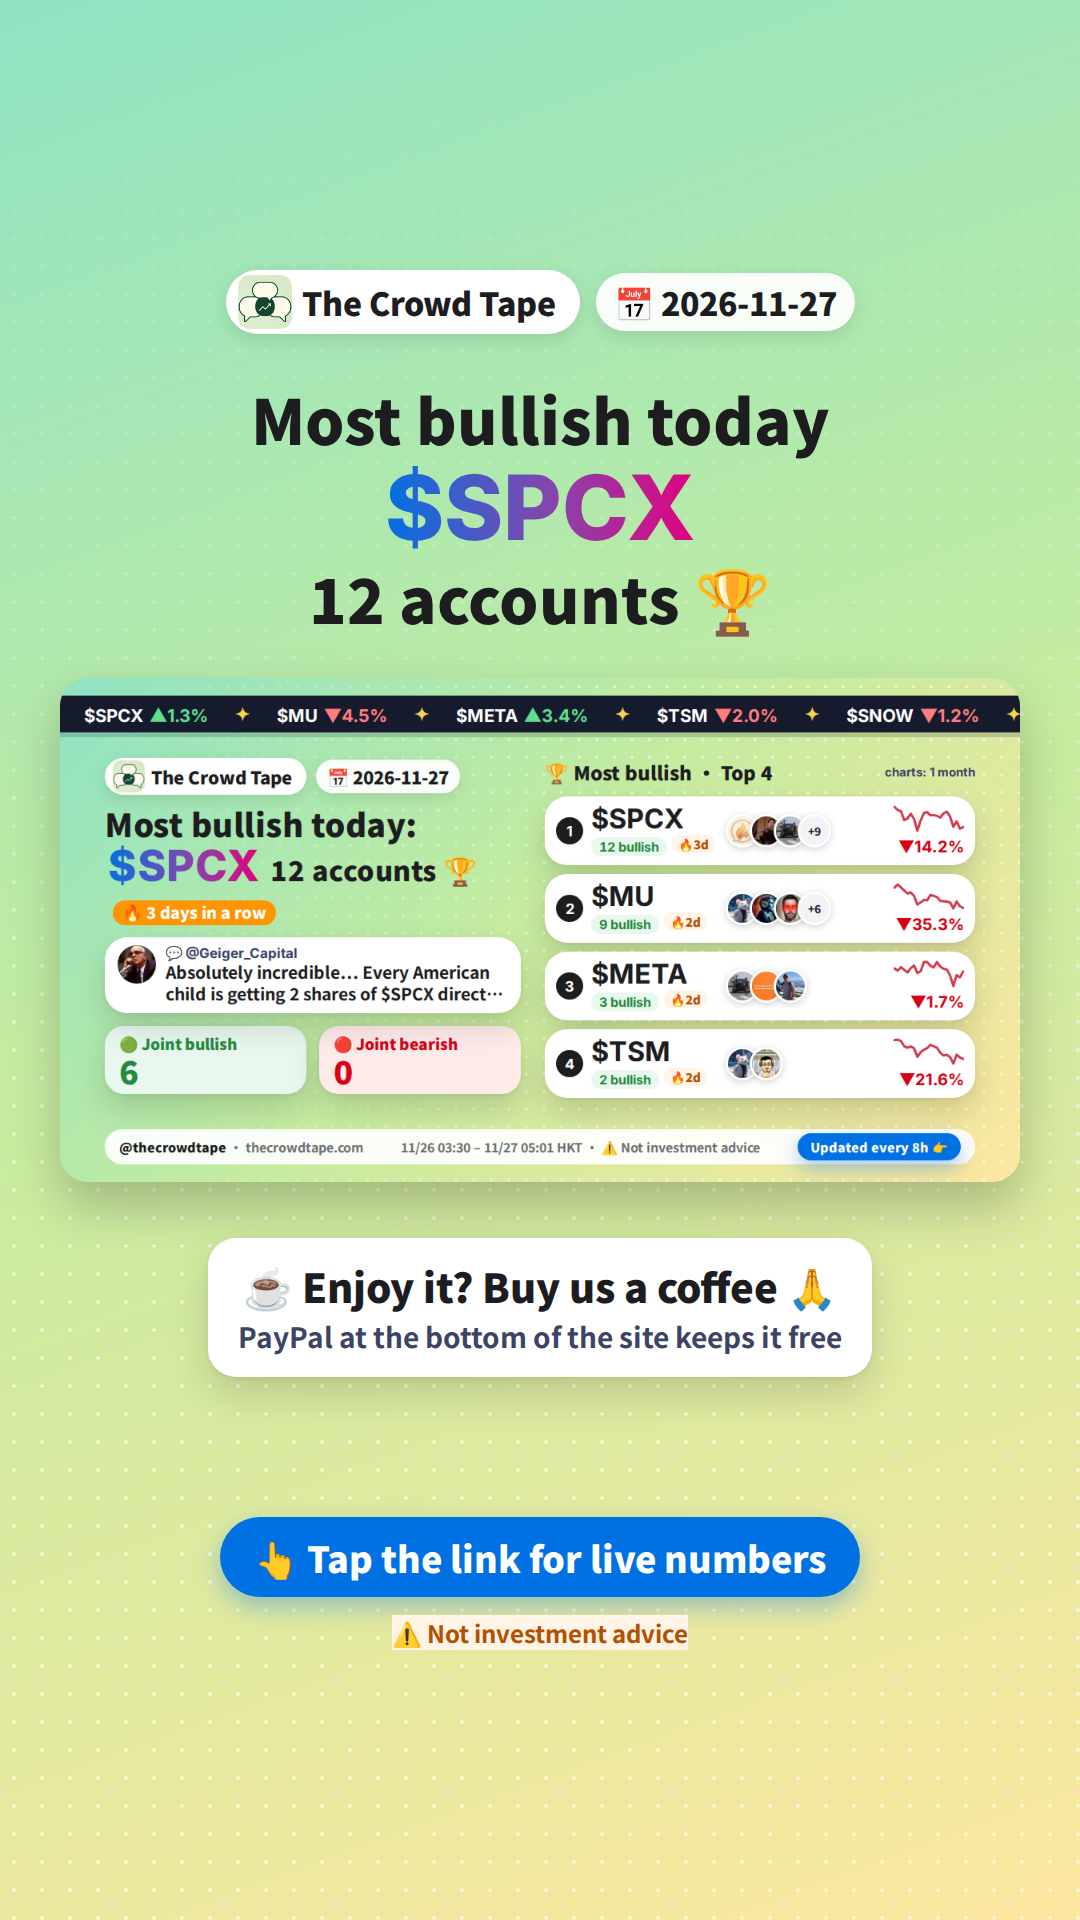 The Crowd Tape
📅 2026-11-27
Most bullish today
$SPCX
12 accounts 🏆
$SPCX ▲1.3% ✦ $MU ▼4.5% ✦ $META ▲3.4% ✦ $TSM ▼2.0% ✦ $SNOW ▼1.2% ✦
The Crowd Tape
📅 2026-11-27
Most bullish today:
$SPCX 12 accounts 🏆
🔥 3 days in a row
💬 @Geiger_Capital
Absolutely incredible… Every American
child is getting 2 shares of $SPCX direct…
🟢 Joint bullish
6
🔴 Joint bearish
0
🏆 Most bullish • Top 4
charts: 1 month
1 $SPCX
12 bullish 🔥3d
+9
▼14.2%
2 $MU
9 bullish 🔥2d
+6
▼35.3%
3 $META
3 bullish 🔥2d
▼1.7%
4 $TSM
2 bullish 🔥2d
▼21.6%
@thecrowdtape • thecrowdtape.com
11/26 03:30 – 11/27 05:01 HKT • ⚠️ Not investment advice
Updated every 8h 👉
☕ Enjoy it? Buy us a coffee 🙏
PayPal at the bottom of the site keeps it free
👆 Tap the link for live numbers
⚠️ Not investment advice